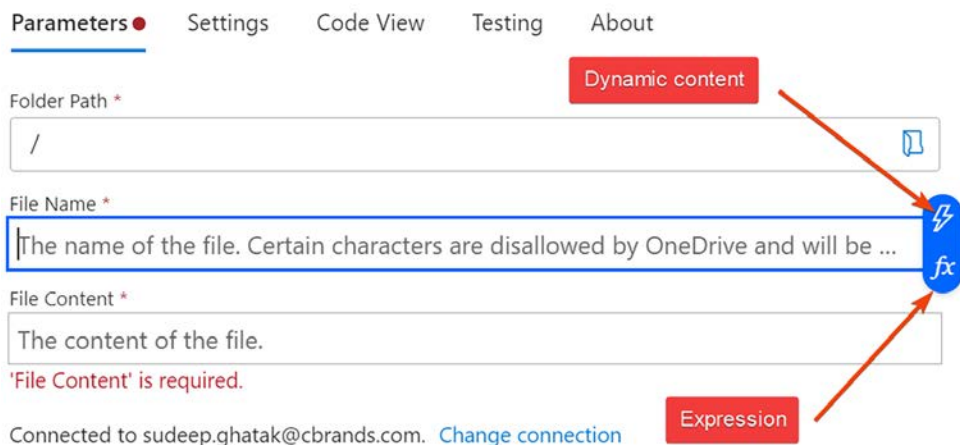 Parameters Settings Code View Testing About
Dynamic content
Folder Path *
/
File Name *
The name of the file. Certain characters are disallowed by OneDrive and will be ...
fx
File Content *
The content of the file.
'File Content' is required.
Expression
Connected to sudeep.ghatak@cbrands.com. Change connection